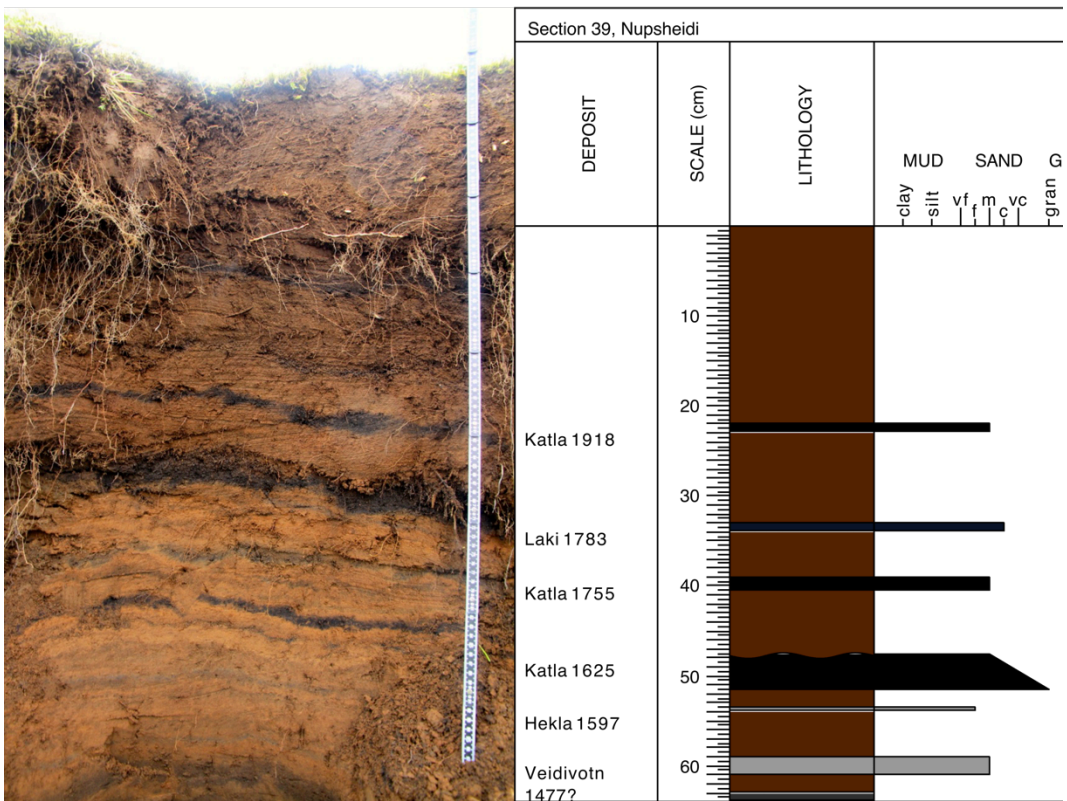 Section 39, Nupsheidi
DEPOSIT
SCALE (cm)
LITHOLOGY
MUD SAND G
clay silt vf f m c vc gran
10
20
Katla 1918
30
Laki 1783
40
Katla 1755
Katla 1625
50
Hekla 1597
60
Veidivotn
1477?